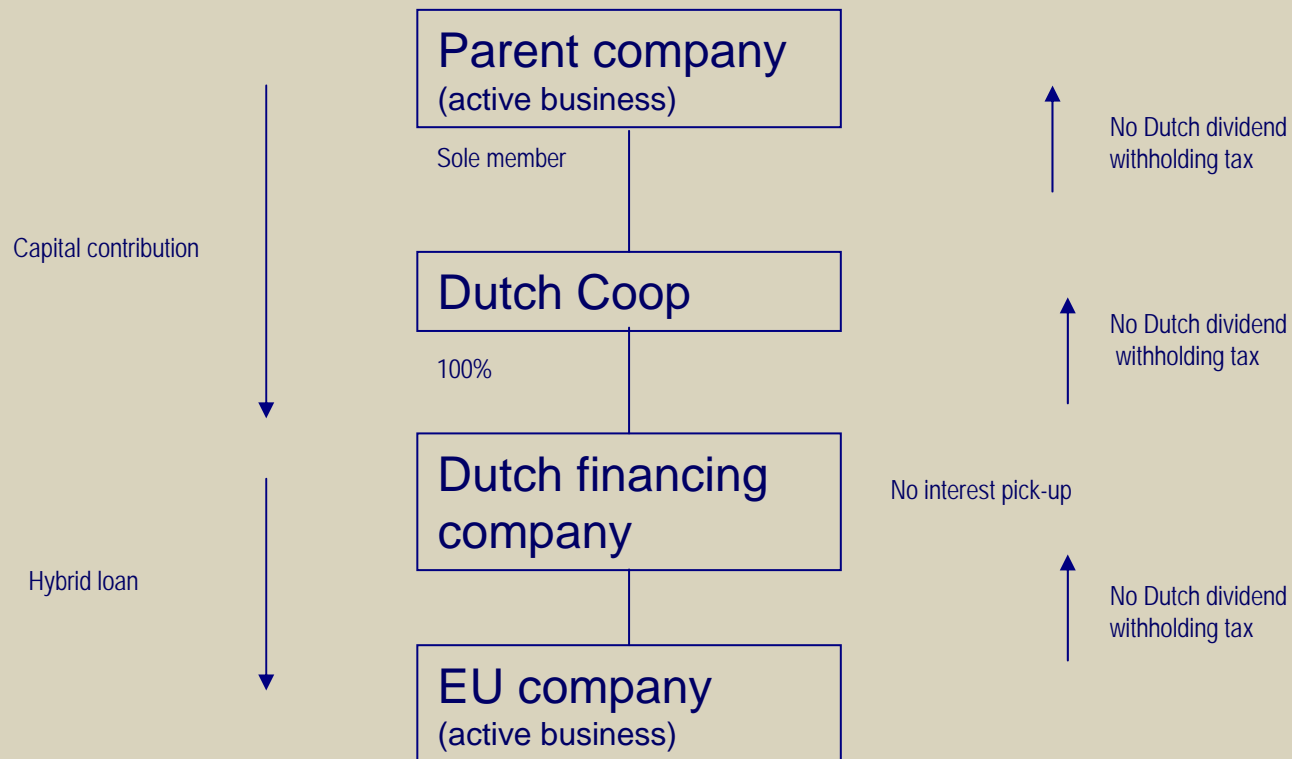 Parent company
(active business)
No Dutch dividend
withholding tax
Sole member
Capital contribution
Dutch Coop
No Dutch dividend
withholding tax
100%
Dutch financing
company
No interest pick-up
Hybrid loan
No Dutch dividend
withholding tax
EU company
(active business)